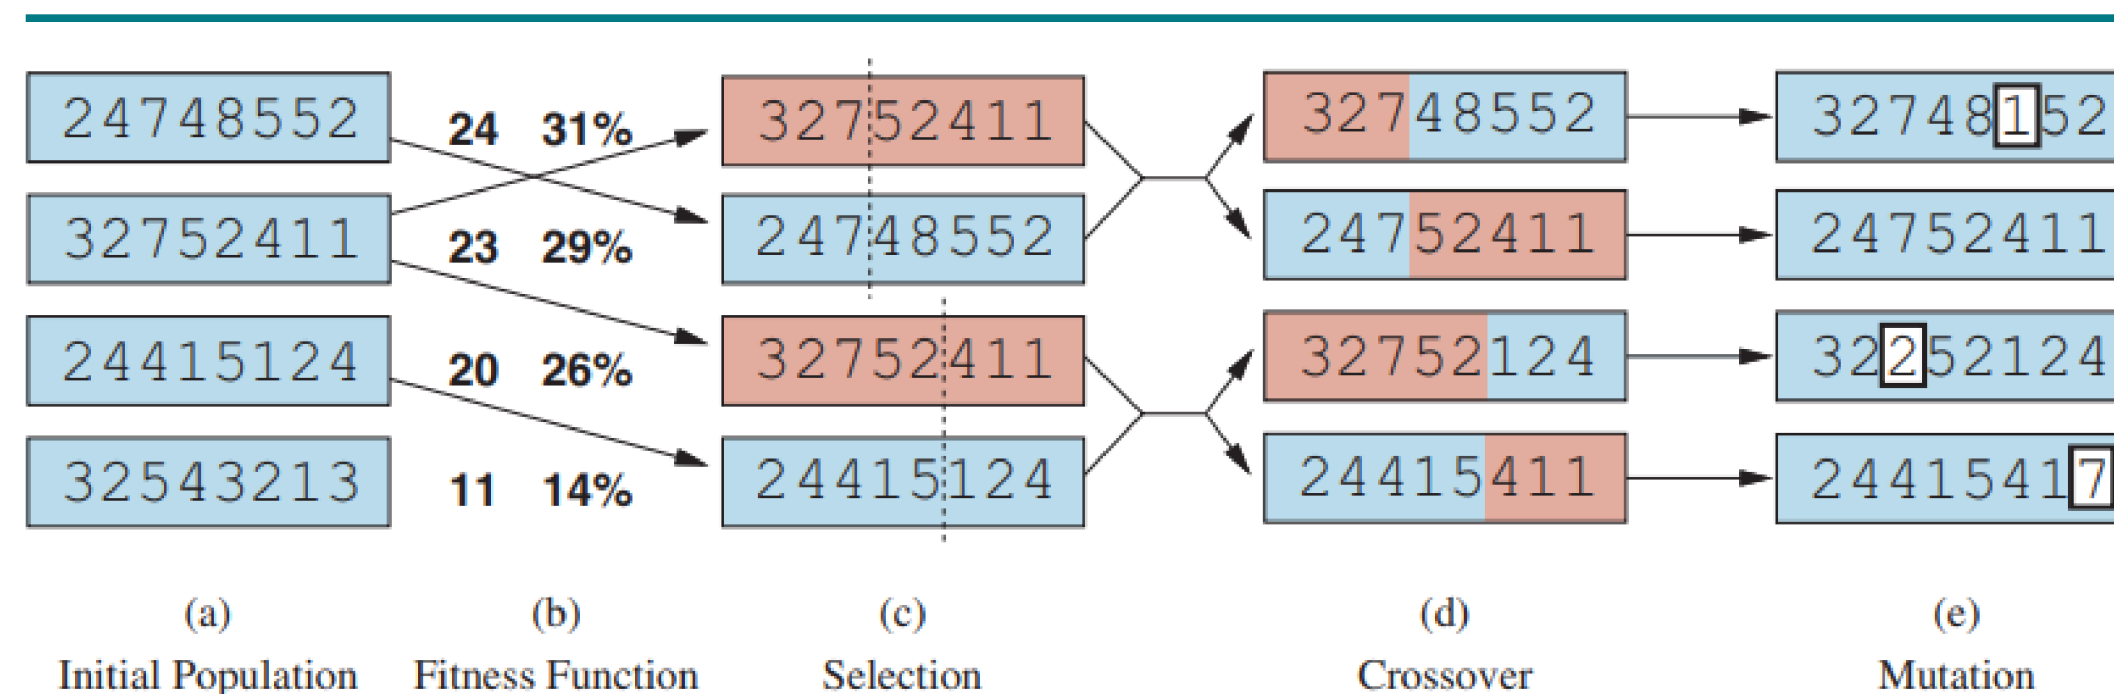 24748552 24 31% 32752411 32748552 32748152
32752411 23 29% 24748552 24752411 24752411
24415124 20 26% 32752411 32752124 32252124
32543213 11 14% 24415124 24415411 24415417
(a) (b) (c) (d) (e)
Initial Population Fitness Function Selection Crossover Mutation